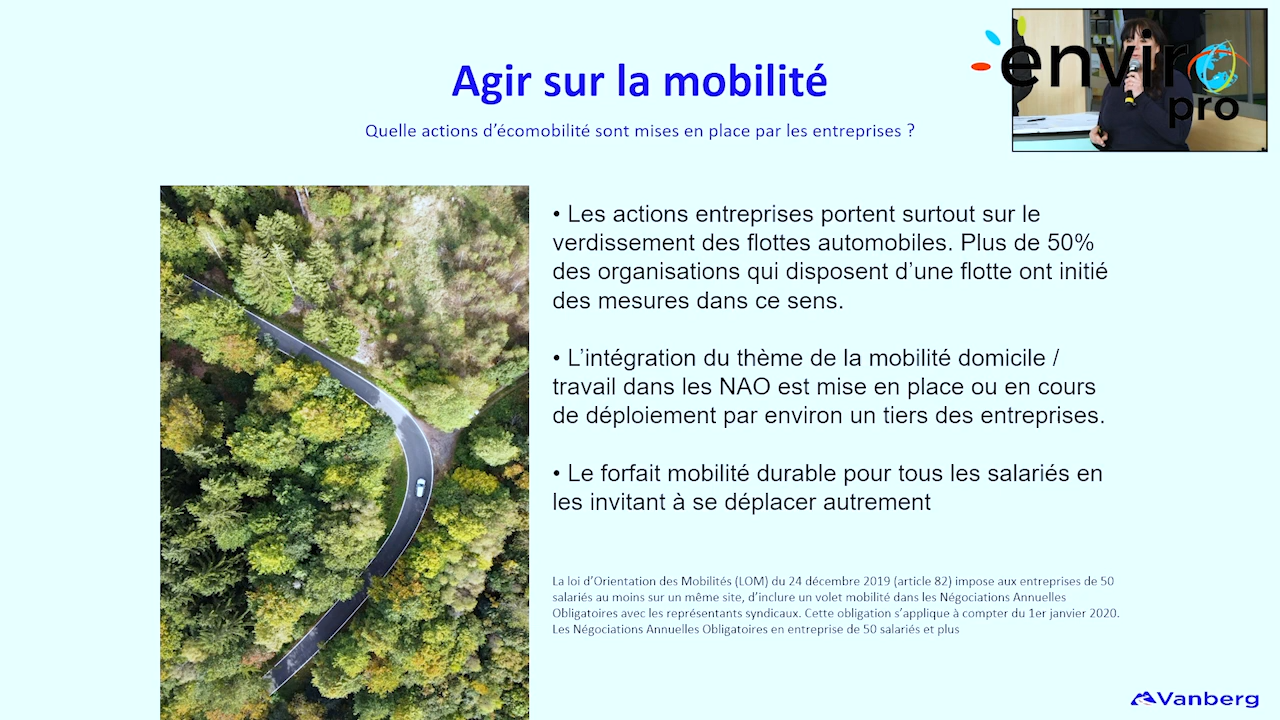 enviro
pro
Agir sur la mobilité
Quelle actions d’écomobilité sont mises en place par les entreprises ?
• Les actions entreprises portent surtout sur le
verdissement des flottes automobiles. Plus de 50%
des organisations qui disposent d’une flotte ont initié
des mesures dans ce sens.
• L’intégration du thème de la mobilité domicile /
travail dans les NAO est mise en place ou en cours
de déploiement par environ un tiers des entreprises.
• Le forfait mobilité durable pour tous les salariés en
les invitant à se déplacer autrement
La loi d’Orientation des Mobilités (LOM) du 24 décembre 2019 (article 82) impose aux entreprises de 50
salariés au moins sur un même site, d’inclure un volet mobilité dans les Négociations Annuelles
Obligatoires avec les représentants syndicaux. Cette obligation s’applique à compter du 1er janvier 2020.
Les Négociations Annuelles Obligatoires en entreprise de 50 salariés et plus
Vanberg